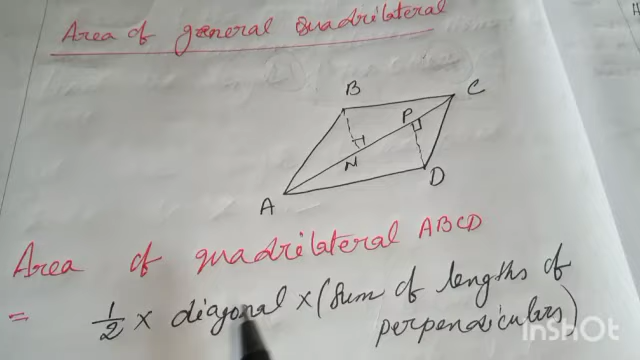 Area of general Quadrilateral
B
C
P
N
A
D
Area of quadrilateral ABCD
= 1/2 × diagonal × (Sum of lengths of
perpendiculars)
InShOt